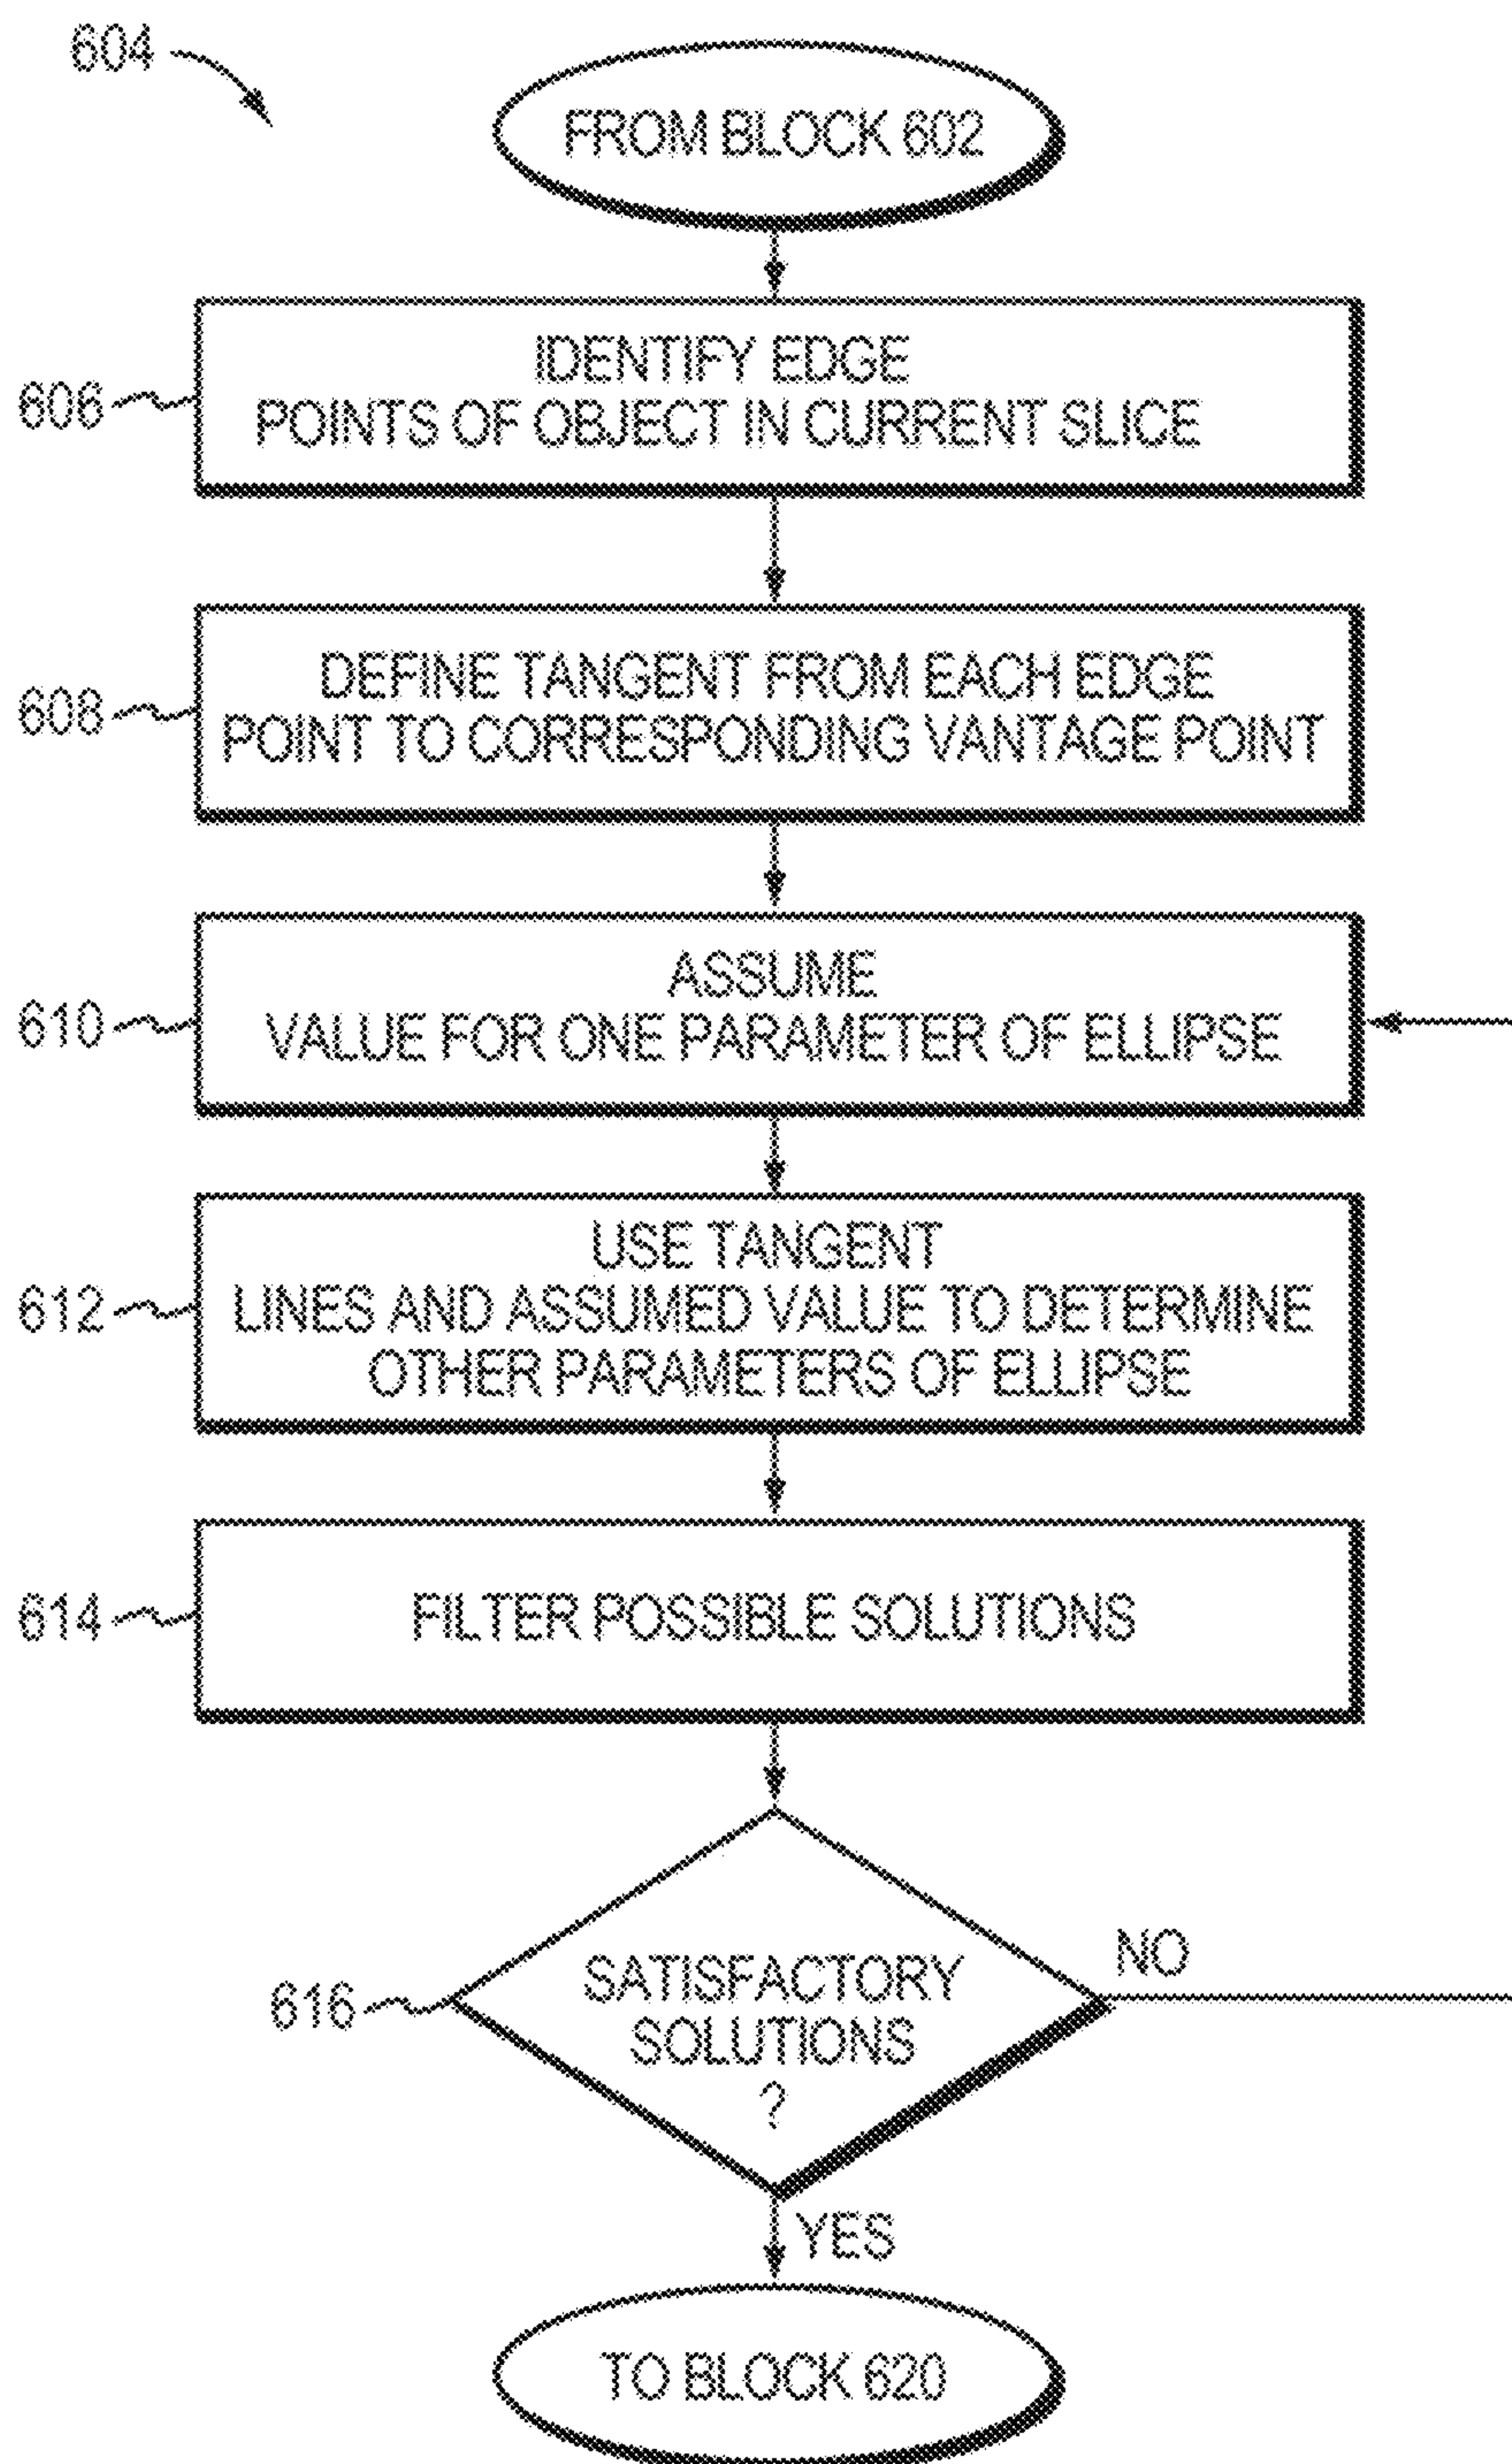 604
FROM BLOCK 602
606
IDENTIFY EDGE
POINTS OF OBJECT IN CURRENT SLICE
608
DEFINE TANGENT FROM EACH EDGE
POINT TO CORRESPONDING VANTAGE POINT
610
ASSUME
VALUE FOR ONE PARAMETER OF ELLIPSE
612
USE TANGENT
LINES AND ASSUMED VALUE TO DETERMINE
OTHER PARAMETERS OF ELLIPSE
614
FILTER POSSIBLE SOLUTIONS
616
SATISFACTORY
SOLUTIONS
?
NO
YES
TO BLOCK 620